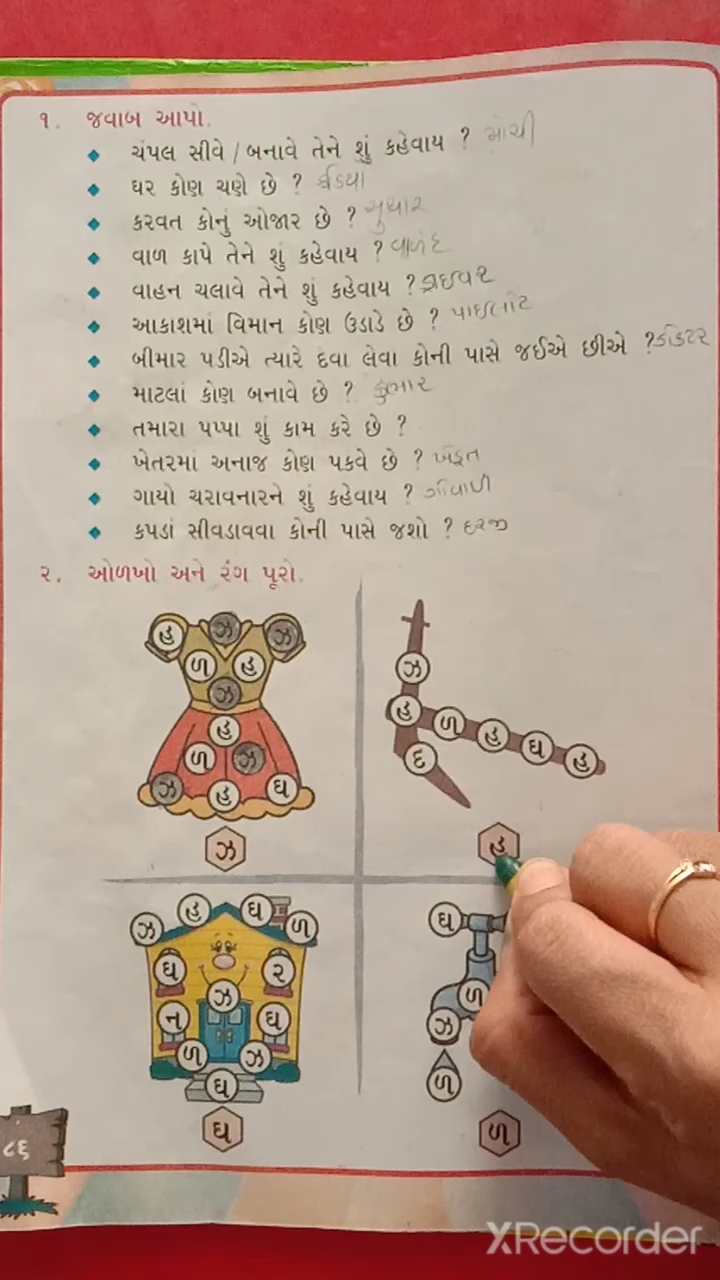 ૧. જવાબ આપો.
ચંપલ સીવે / બનાવે તેને શું કહેવાય ? મોચી
ઘર કોણ ચણે છે ? કડિયા
કરવત કોનું ઓજાર છે ? સુથાર
વાળ કાપે તેને શું કહેવાય ? વાળંદ
વાહન ચલાવે તેને શું કહેવાય ? ડ્રાઈવર
આકાશમાં વિમાન કોણ ઉડાડે છે ? પાઇલોટ
બીમાર પડીએ ત્યારે દવા લેવા કોની પાસે જઈએ છીએ ?
માટલાં કોણ બનાવે છે ? કુંભાર
તમારા પપ્પા શું કામ કરે છે ?
ખેતરમાં અનાજ કોણ પકવે છે ? ખેડૂત
ગાયો ચરાવનારને શું કહેવાય ? ગોવાળ
કપડાં સીવડાવવા કોની પાસે જશો ? દરજી
૨. ઓળખો અને રંગ પૂરો.
હ ઝ ઝ
ળ હ
ઝ
હ
ળ ઝ
ઝ હ ઘ
ઝ
ઝ
હ ળ હ ઘ હ
દ
હ
ઝ હ ઘ ળ
ઘ ર
ઝ
ન ઘ
ળ ઝ
ઘ
ઘ
ઘ
ળ
ઝ
ળ
ળ
૮૬
XRecorder